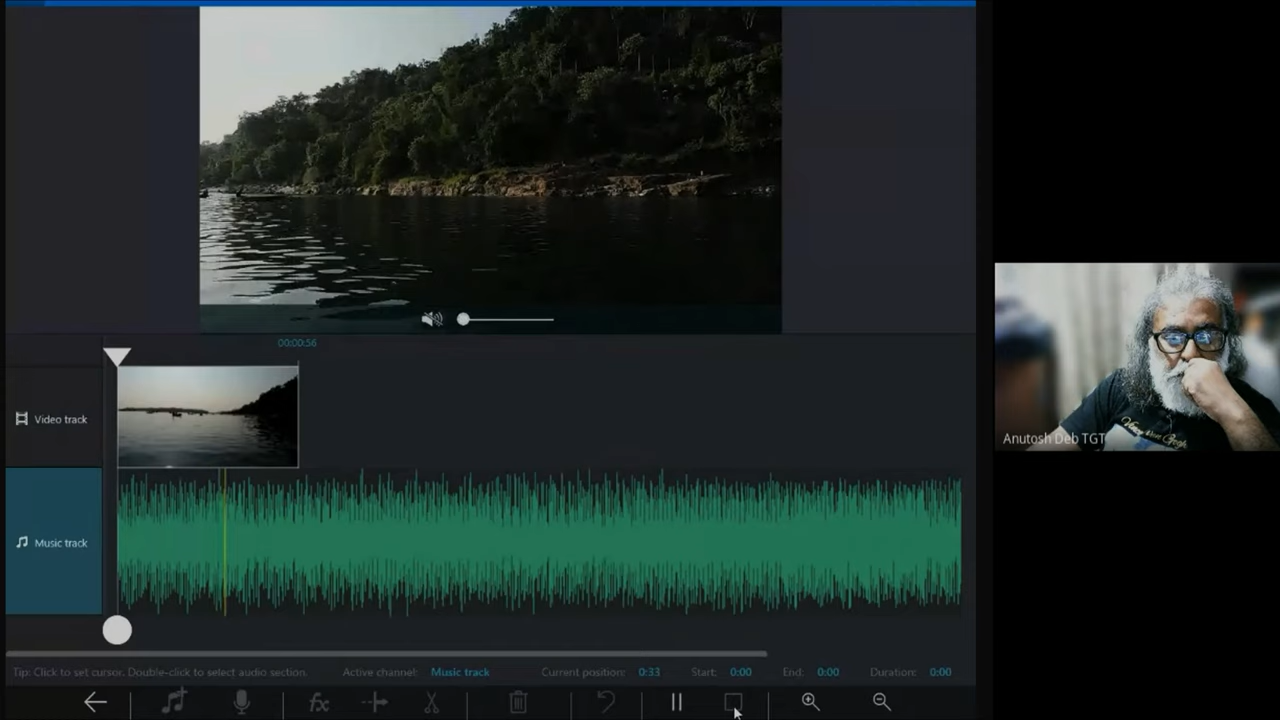 00:00:56
Video track
Anutosh Deb TGT
Music track
Tip: Click to set cursor. Double-click to select audio section. Active channel: Music track Current position: 0:33 Start: 0:00 End: 0:00 Duration: 0:00
fx